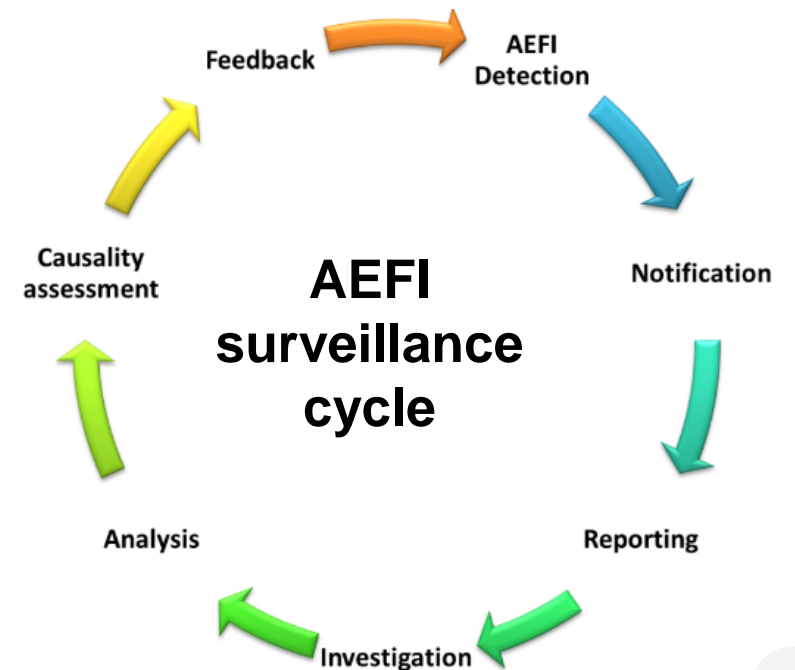 AEFI
Detection
Notification
Reporting
Investigation
Analysis
Causality
assessment
Feedback
AEFI
surveillance
cycle